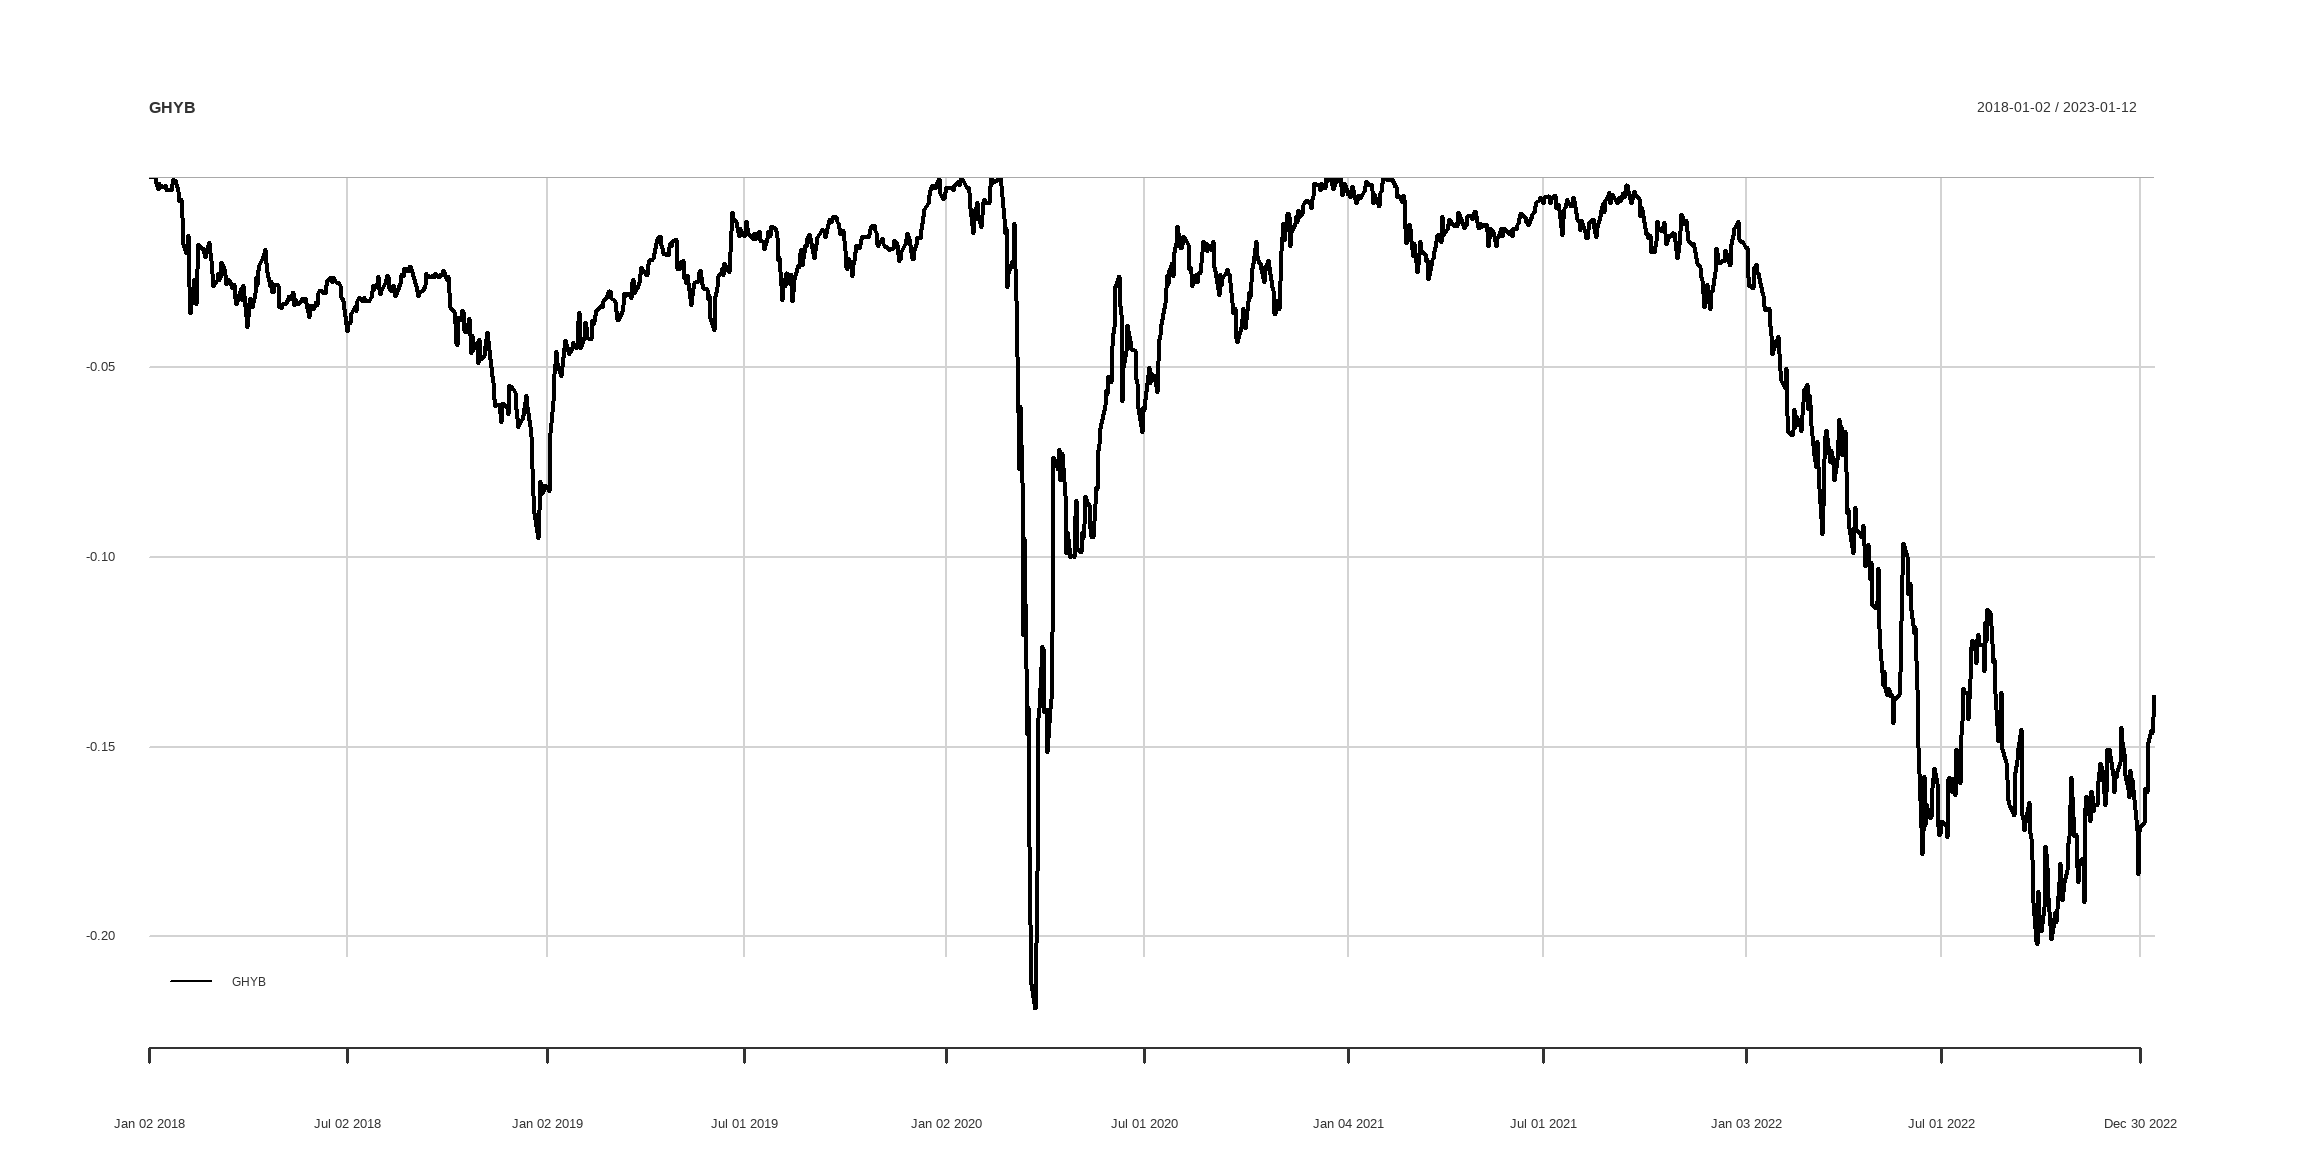 GHYB
2018-01-02 / 2023-01-12
-0.05
-0.10
-0.15
-0.20
GHYB
Jan 02 2018
Jul 02 2018
Jan 02 2019
Jul 01 2019
Jan 02 2020
Jul 01 2020
Jan 04 2021
Jul 01 2021
Jan 03 2022
Jul 01 2022
Dec 30 2022